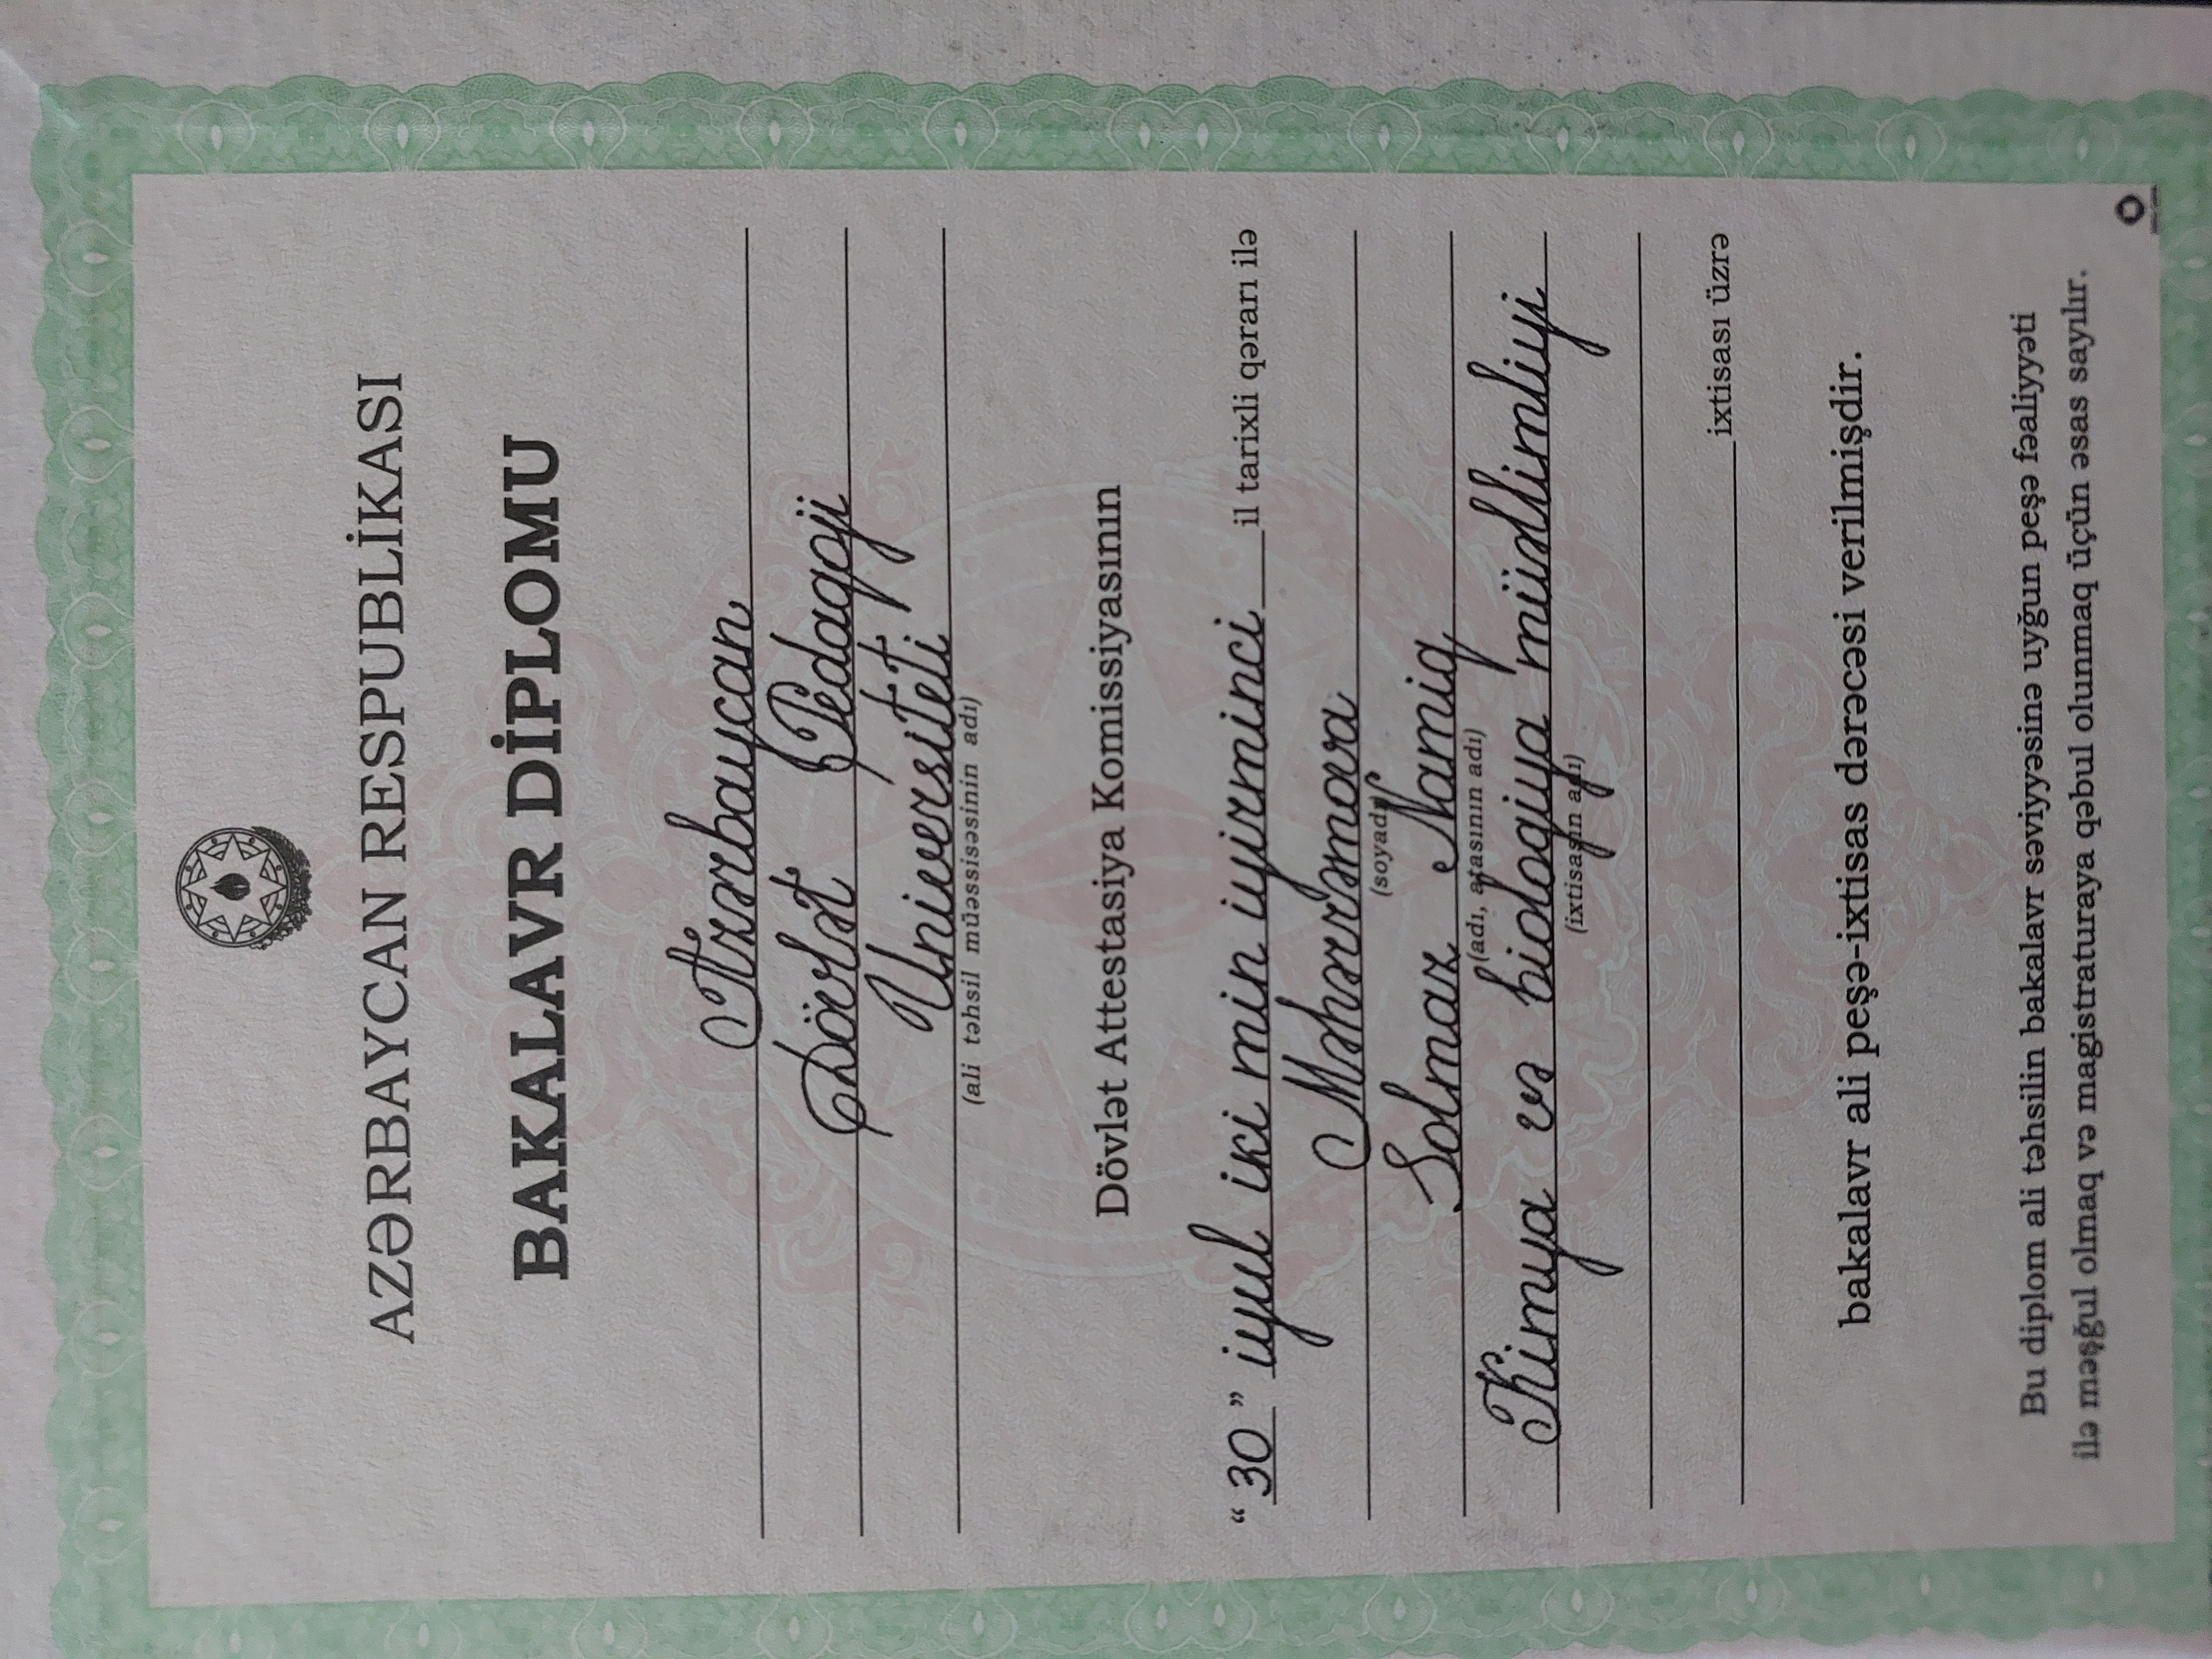 AZƏRBAYCAN RESPUBLİKASI
BAKALAVR DİPLOMU
Azərbaycan
Dövlət Pedaqoji
Universiteti
(ali təhsil müəssisəsinin adı)
Dövlət Attestasiya Komissiyasının
“ 30 ” iyul iki min iyirminci il tarixli qərarı ilə
Məhərrəmova
(soyadı)
Solmaz Namiq
(adı, atasının adı)
Kimya və biologiya müəllimliyi
(ixtisasın adı)
ixtisası üzrə
bakalavr ali peşə-ixtisas dərəcəsi verilmişdir.
Bu diplom ali təhsilin bakalavr səviyyəsinə uyğun peşə fəaliyyəti
ilə məşğul olmaq və magistraturaya qəbul olunmaq üçün əsas sayılır.